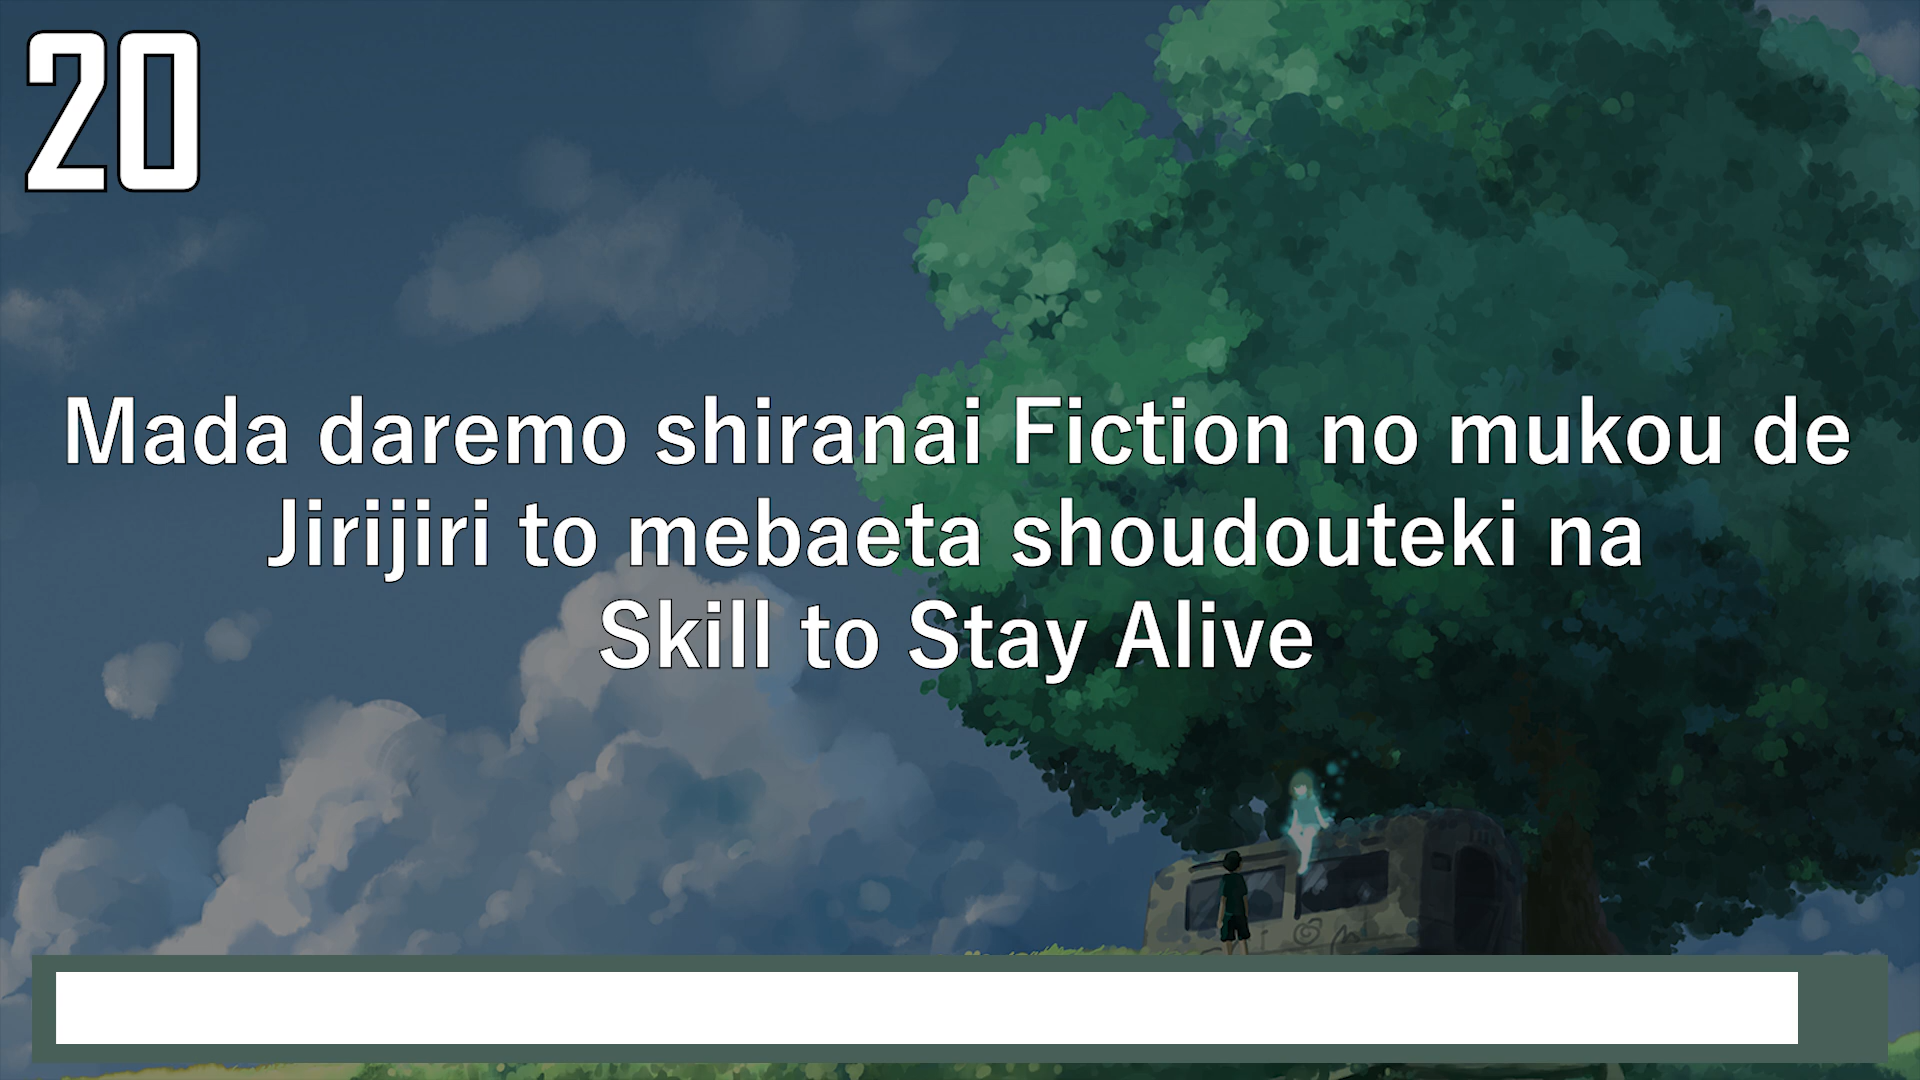 20
Mada daremo shiranai Fiction no mukou de
Jirijiri to mebaeta shoudouteki na
Skill to Stay Alive